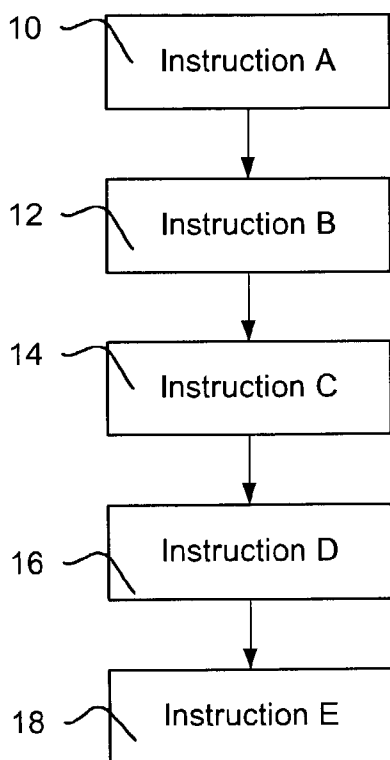 10
Instruction A
12
Instruction B
14
Instruction C
Instruction D
16
Instruction E
18